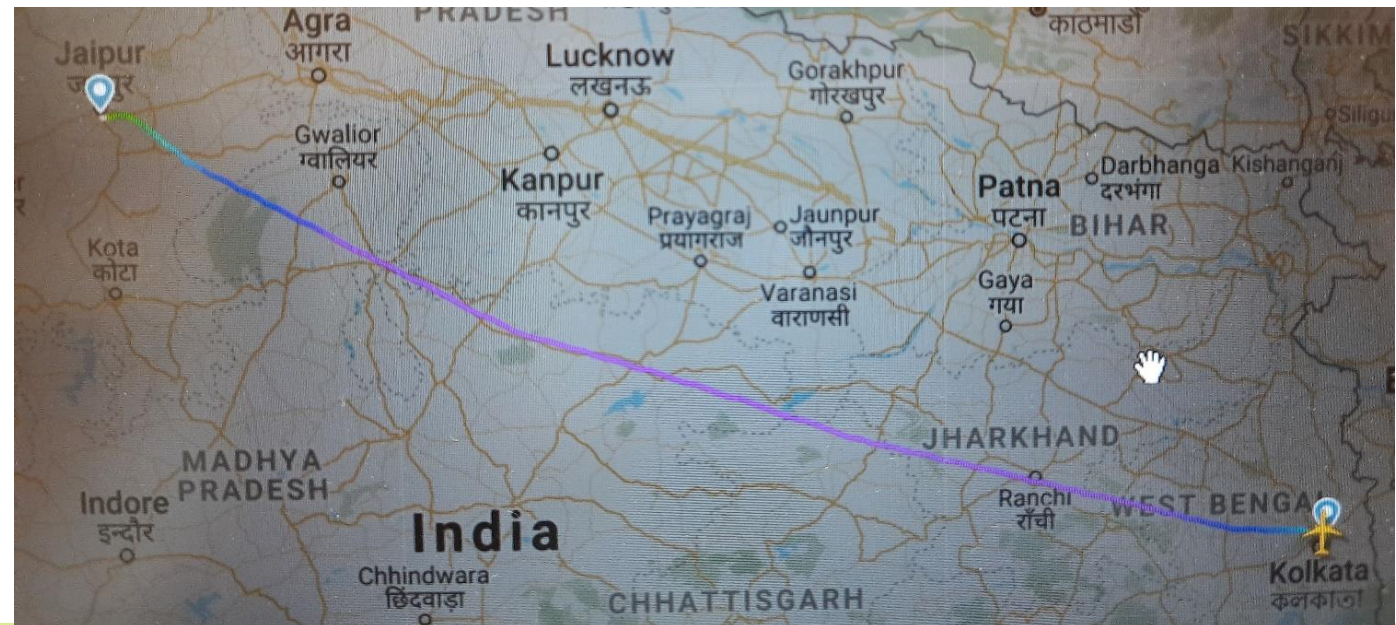 PRADESH
Agra
आगरा
Jaipur
Lucknow
लखनऊ
Gorakhpur
गोरखपुर
काठमाडौँ
SIKKIM
Gwalior
ग्वालियर
Kanpur
कानपुर
Prayagraj
प्रयागराज
Jaunpur
जौनपुर
Varanasi
वाराणसी
Patna
पटना
Darbhanga
दरभंगा
Kishanganj
BIHAR
Gaya
गया
Kota
कोटा
MADHYA
PRADESH
Indore
इन्दौर
India
Chhindwara
छिंदवाड़ा
CHHATTISGARH
JHARKHAND
Ranchi
राँची
WEST BENGA
Kolkata
कलकाता